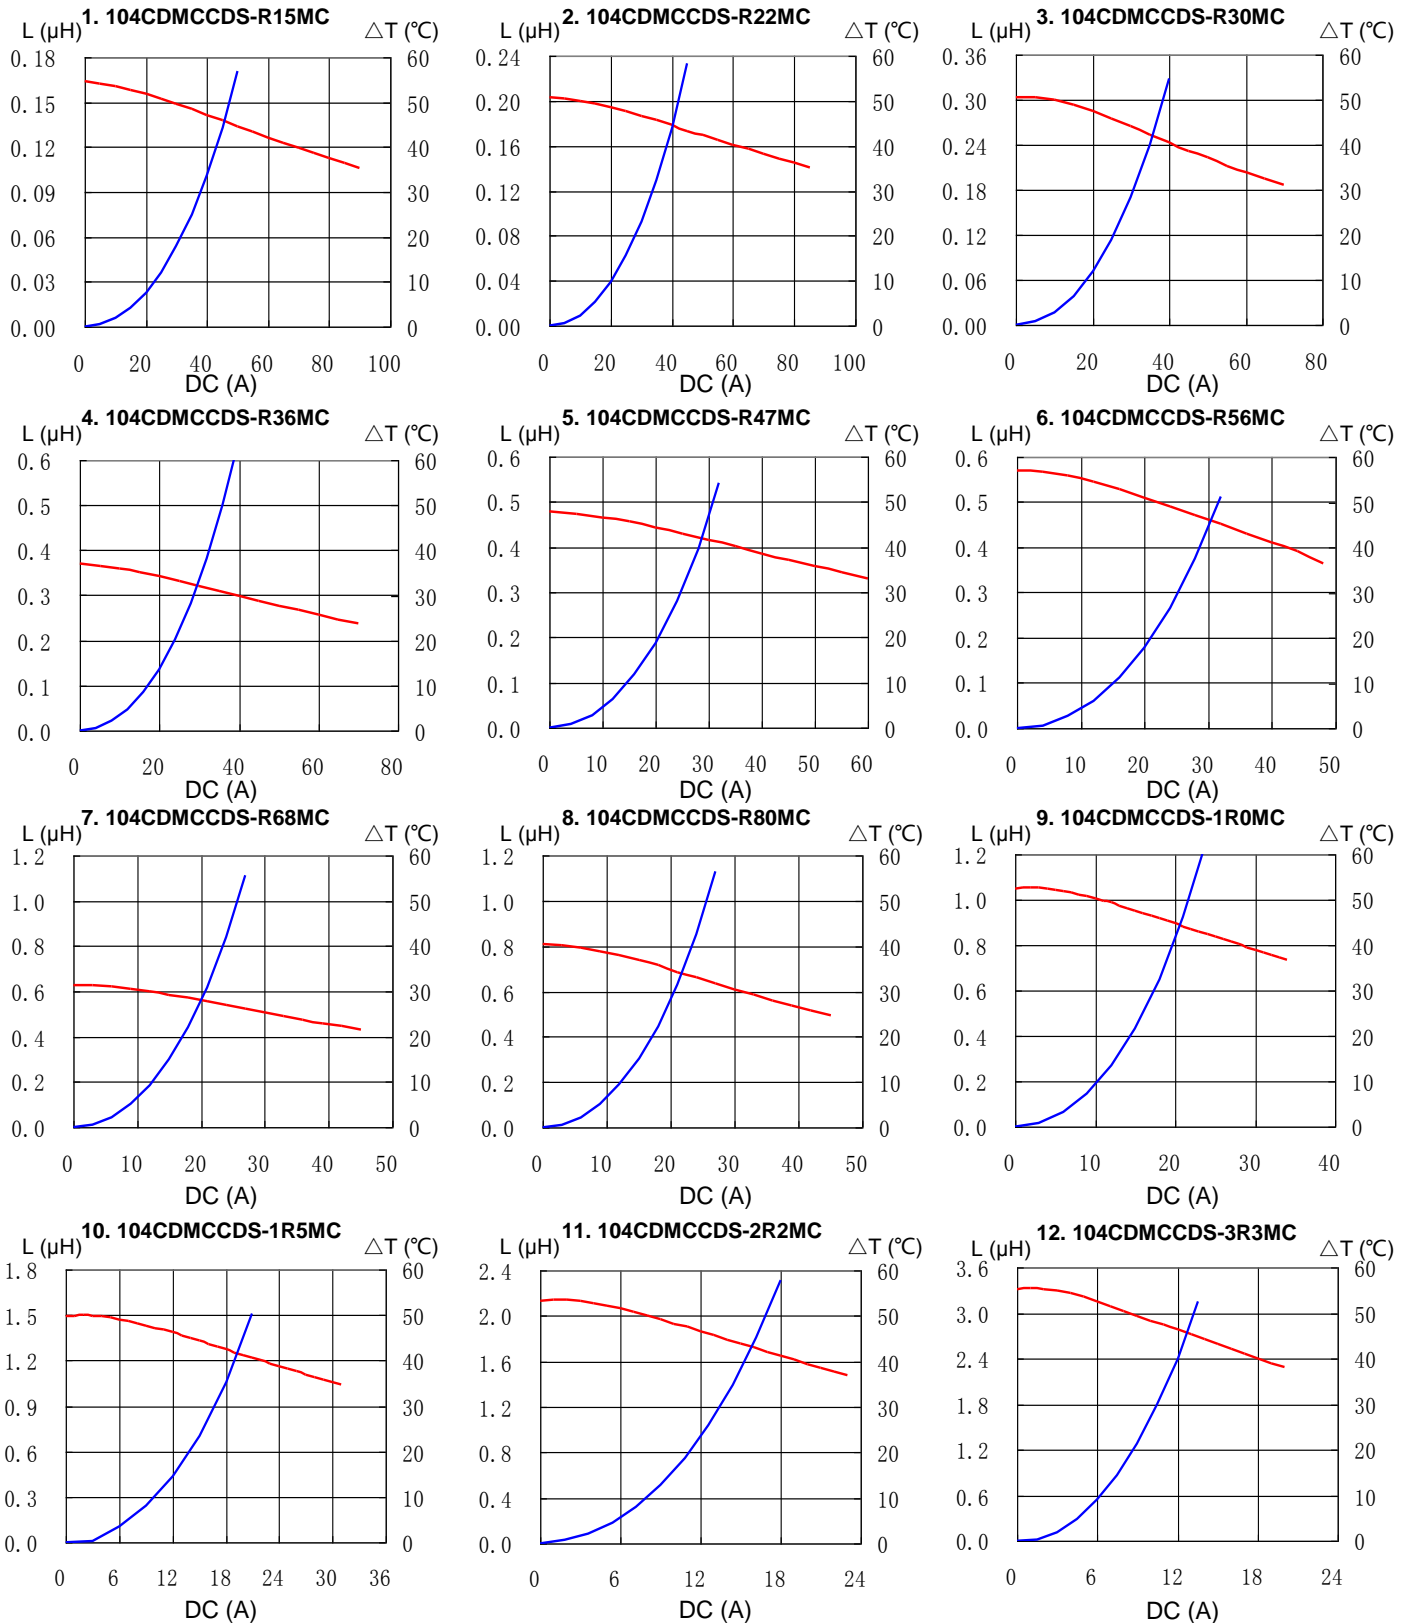 1. 104CDMCCDS-R15MC
L (μH) △T (℃)
0.18 60
0.15 50
0.12 40
0.09 30
0.06 20
0.03 10
0.00 0
0 20 40 60 80 100
DC (A)
2. 104CDMCCDS-R22MC
L (μH) △T (℃)
0.24 60
0.20 50
0.16 40
0.12 30
0.08 20
0.04 10
0.00 0
0 20 40 60 80 100
DC (A)
3. 104CDMCCDS-R30MC
L (μH) △T (℃)
0.36 60
0.30 50
0.24 40
0.18 30
0.12 20
0.06 10
0.00 0
0 20 40 60 80
DC (A)
4. 104CDMCCDS-R36MC
L (μH) △T (℃)
0.6 60
0.5 50
0.4 40
0.3 30
0.2 20
0.1 10
0.0 0
0 20 40 60 80
DC (A)
5. 104CDMCCDS-R47MC
L (μH) △T (℃)
0.6 60
0.5 50
0.4 40
0.3 30
0.2 20
0.1 10
0.0 0
0 10 20 30 40 50 60
DC (A)
6. 104CDMCCDS-R56MC
L (μH) △T (℃)
0.6 60
0.5 50
0.4 40
0.3 30
0.2 20
0.1 10
0.0 0
0 10 20 30 40 50
DC (A)
7. 104CDMCCDS-R68MC
L (μH) △T (℃)
1.2 60
1.0 50
0.8 40
0.6 30
0.4 20
0.2 10
0.0 0
0 10 20 30 40 50
DC (A)
8. 104CDMCCDS-R80MC
L (μH) △T (℃)
1.2 60
1.0 50
0.8 40
0.6 30
0.4 20
0.2 10
0.0 0
0 10 20 30 40 50
DC (A)
9. 104CDMCCDS-1R0MC
L (μH) △T (℃)
1.2 60
1.0 50
0.8 40
0.6 30
0.4 20
0.2 10
0.0 0
0 10 20 30 40
DC (A)
10. 104CDMCCDS-1R5MC
L (μH) △T (℃)
1.8 60
1.5 50
1.2 40
0.9 30
0.6 20
0.3 10
0.0 0
0 6 12 18 24 30 36
DC (A)
11. 104CDMCCDS-2R2MC
L (μH) △T (℃)
2.4 60
2.0 50
1.6 40
1.2 30
0.8 20
0.4 10
0.0 0
0 6 12 18 24
DC (A)
12. 104CDMCCDS-3R3MC
L (μH) △T (℃)
3.6 60
3.0 50
2.4 40
1.8 30
1.2 20
0.6 10
0.0 0
0 6 12 18 24
DC (A)